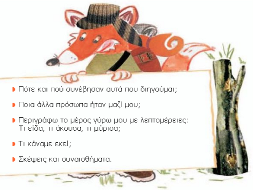 Πότε και πού συνέβησαν αυτά που διηγούμαι;
Ποια άλλα πρόσωπα ήταν μαζί μου;
Περιγράφω το μέρος γύρω μου με λεπτομέρειες:
Τι είδα, τι άκουσα, τι μύρισα;
Τι κάναμε εκεί;
Σκέψεις και συναισθήματα.